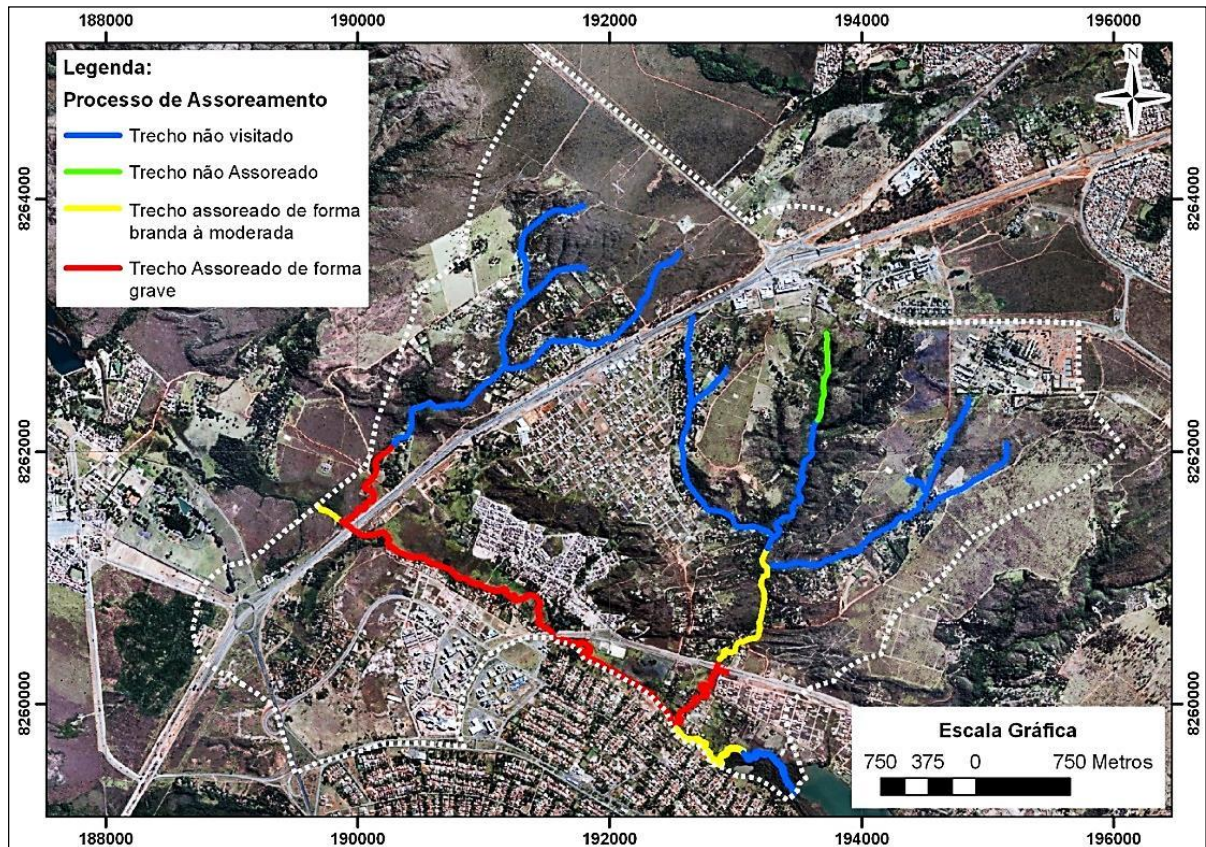 188000 190000 192000 194000 196000
N
Legenda:
Processo de Assoreamento
Trecho não visitado
Trecho não Assoreado
Trecho assoreado de forma
branda à moderada
Trecho Assoreado de forma
grave
8264000 8264000
8262000 8262000
8260000 8260000
Escala Gráfica
750 375 0 750 Metros
188000 190000 192000 194000 196000